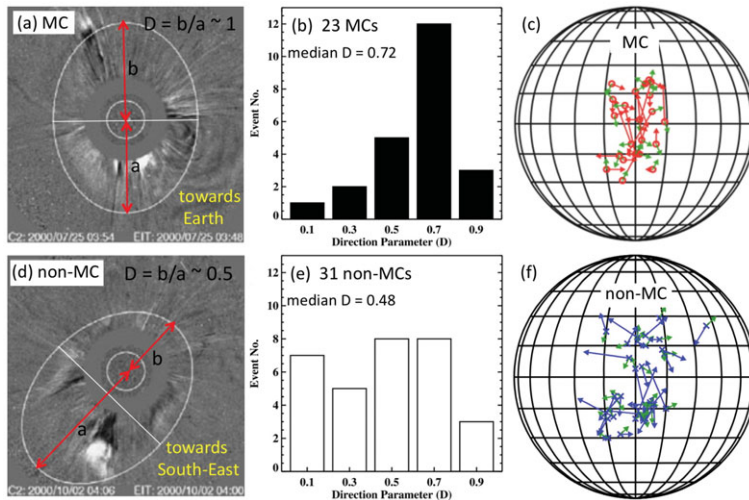 (a) MC
D = b/a ~ 1
b
a
towards
Earth
C2: 2000/07/25 03:54 EIT: 2000/07/25 03:48
(b) 23 MCs
median D = 0.72
Event No.
12
10
8
6
4
2
0
0.1 0.3 0.5 0.7 0.9
Direction Parameter (D)
(c)
MC
(d) non-MC
D = b/a ~ 0.5
b
a
towards
South-East
C2: 2000/10/02 04:06 EIT: 2000/10/02 04:00
(e) 31 non-MCs
median D = 0.48
Event No.
12
10
8
6
4
2
0
0.1 0.3 0.5 0.7 0.9
Direction Parameter (D)
(f)
non-MC